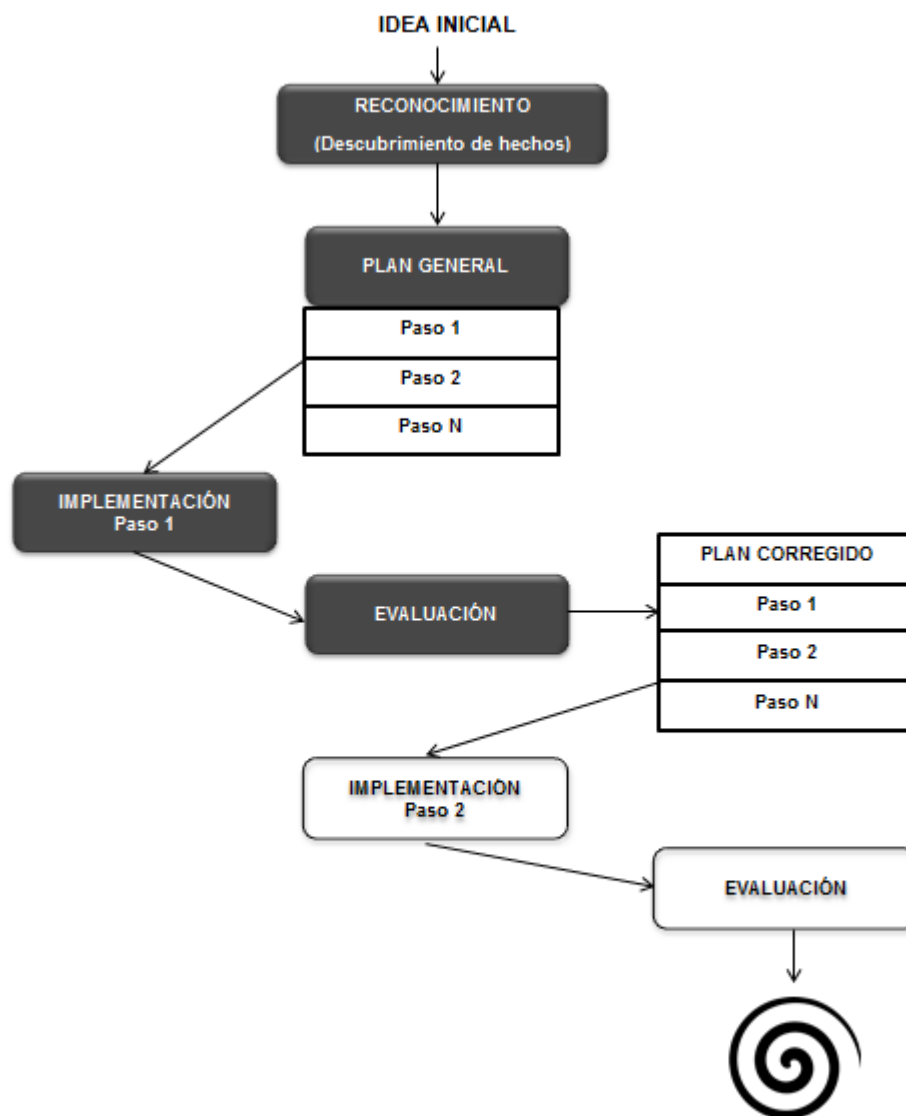 IDEA INICIAL
RECONOCIMIENTO
(Descubrimiento de hechos)
PLAN GENERAL
Paso 1
Paso 2
Paso N
IMPLEMENTACIÓN
Paso 1
EVALUACIÓN
PLAN CORREGIDO
Paso 1
Paso 2
Paso N
IMPLEMENTACIÓN
Paso 2
EVALUACIÓN